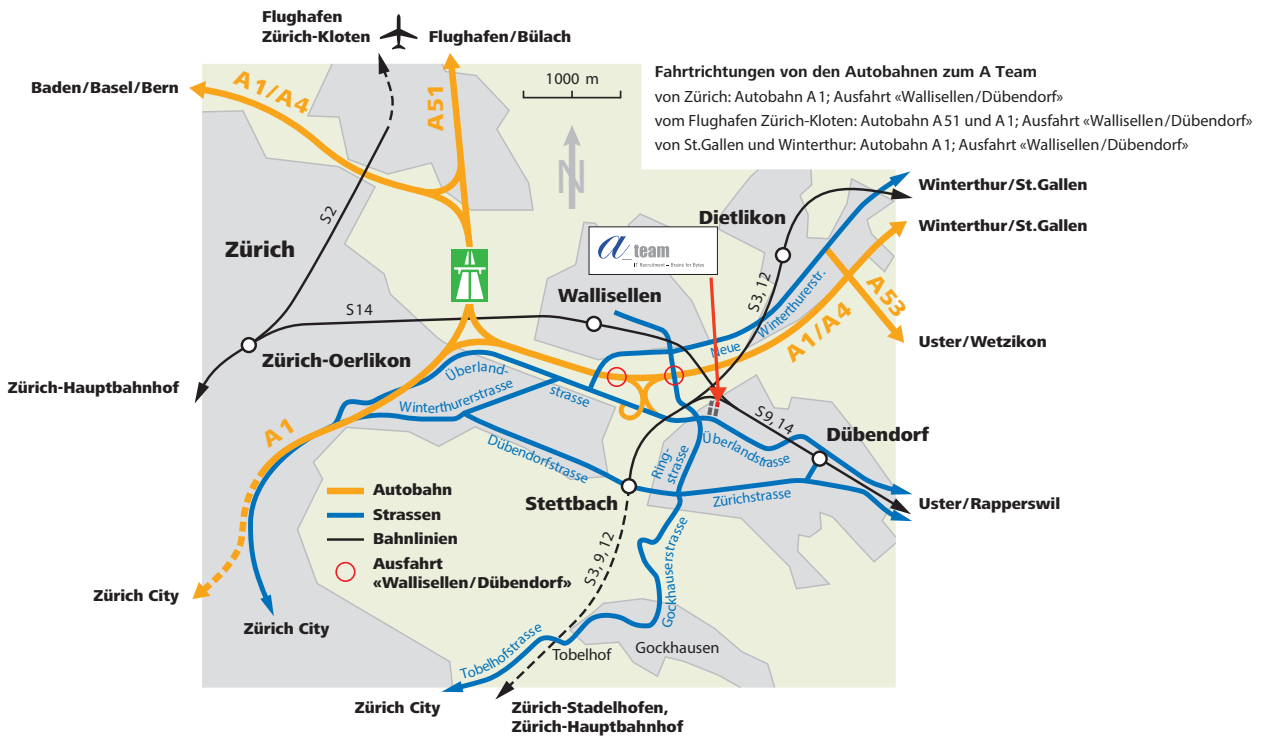 Flughafen
Zürich-Kloten
Flughafen/Bülach
Baden/Basel/Bern
A1/A4
A51
1000 m
N
Fahrtrichtungen von den Autobahnen zum A Team
von Zürich: Autobahn A1; Ausfahrt «Wallisellen/Dübendorf»
vom Flughafen Zürich-Kloten: Autobahn A51 und A1; Ausfahrt «Wallisellen/Dübendorf»
von St.Gallen und Winterthur: Autobahn A1; Ausfahrt «Wallisellen/Dübendorf»
Winterthur/St.Gallen
Winterthur/St.Gallen
S2
Dietlikon
Zürich
a_team
IT Recruitment – Brains for Bytes
Wallisellen
S3, 12
Winterthurerstr.
Neue
A1/A4
A53
S14
Uster/Wetzikon
Zürich-Oerlikon
Zürich-Hauptbahnhof
Überland-
strasse
Winterthurerstrasse
A1
Dübendorfstrasse
Ring-
strasse
S9, 14
Überlandstrasse
Dübendorf
Zürichstrasse
Stettbach
Uster/Rapperswil
Autobahn
Strassen
Bahnlinien
Ausfahrt
«Wallisellen/Dübendorf»
S3, 9, 12
Gockhauserstrasse
Zürich City
Zürich City
Tobelhofstrasse
Tobelhof
Gockhausen
Zürich City
Zürich-Stadelhofen,
Zürich-Hauptbahnhof